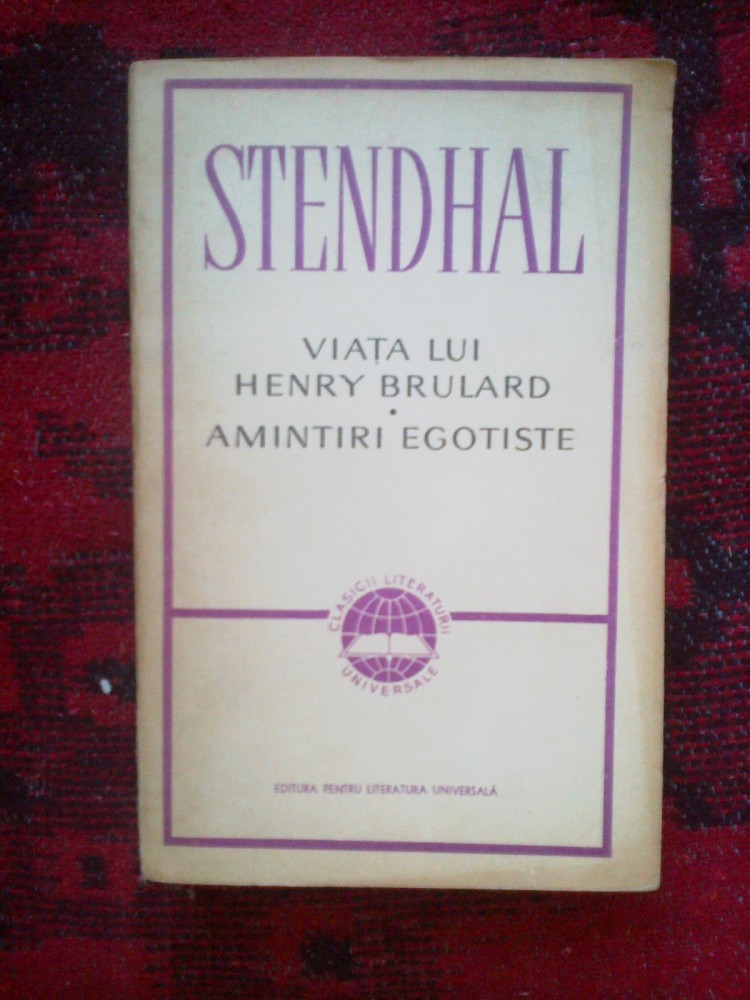 STENDHAL
VIAȚA LUI
HENRY BRULARD
•
AMINTIRI EGOTISTE
CLASICII LITERATURII
UNIVERSALE
EDITURA PENTRU LITERATURA UNIVERSALĂ